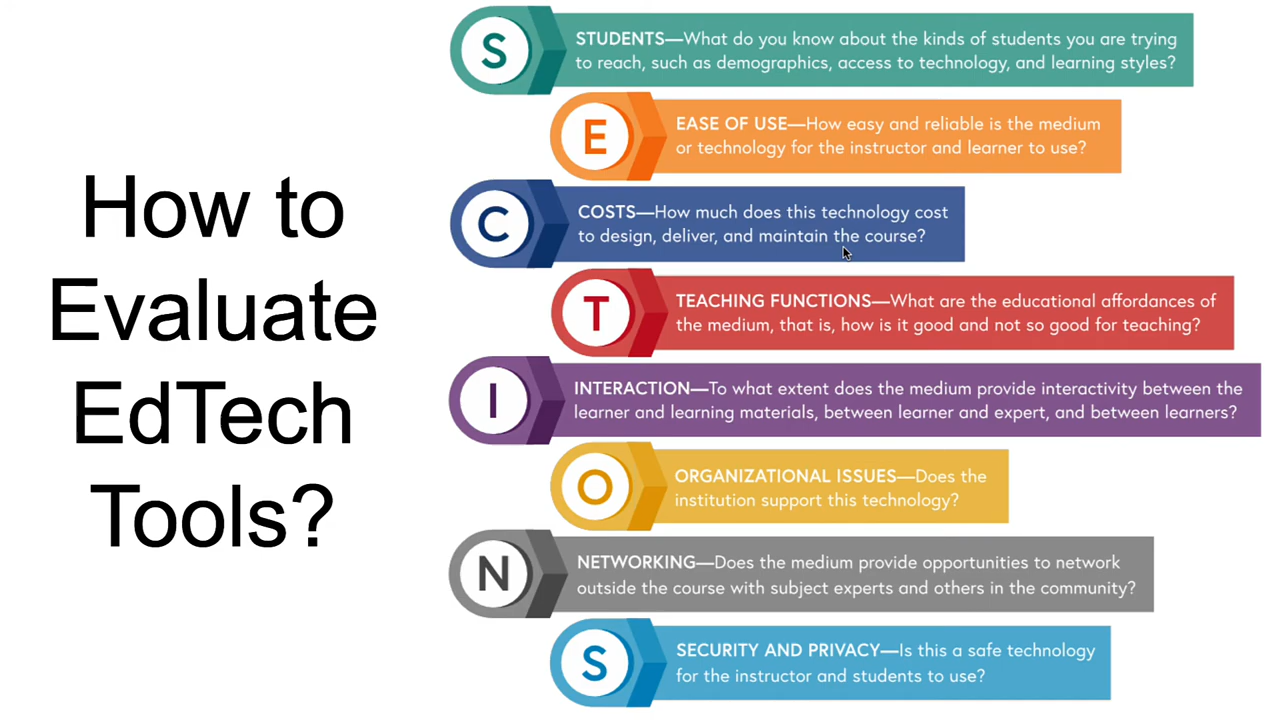 How to
Evaluate
EdTech
Tools?
S
STUDENTS—What do you know about the kinds of students you are trying
to reach, such as demographics, access to technology, and learning styles?
E
EASE OF USE—How easy and reliable is the medium
or technology for the instructor and learner to use?
C
COSTS—How much does this technology cost
to design, deliver, and maintain the course?
T
TEACHING FUNCTIONS—What are the educational affordances of
the medium, that is, how is it good and not so good for teaching?
I
INTERACTION—To what extent does the medium provide interactivity between the
learner and learning materials, between learner and expert, and between learners?
O
ORGANIZATIONAL ISSUES—Does the
institution support this technology?
N
NETWORKING—Does the medium provide opportunities to network
outside the course with subject experts and others in the community?
S
SECURITY AND PRIVACY—Is this a safe technology
for the instructor and students to use?